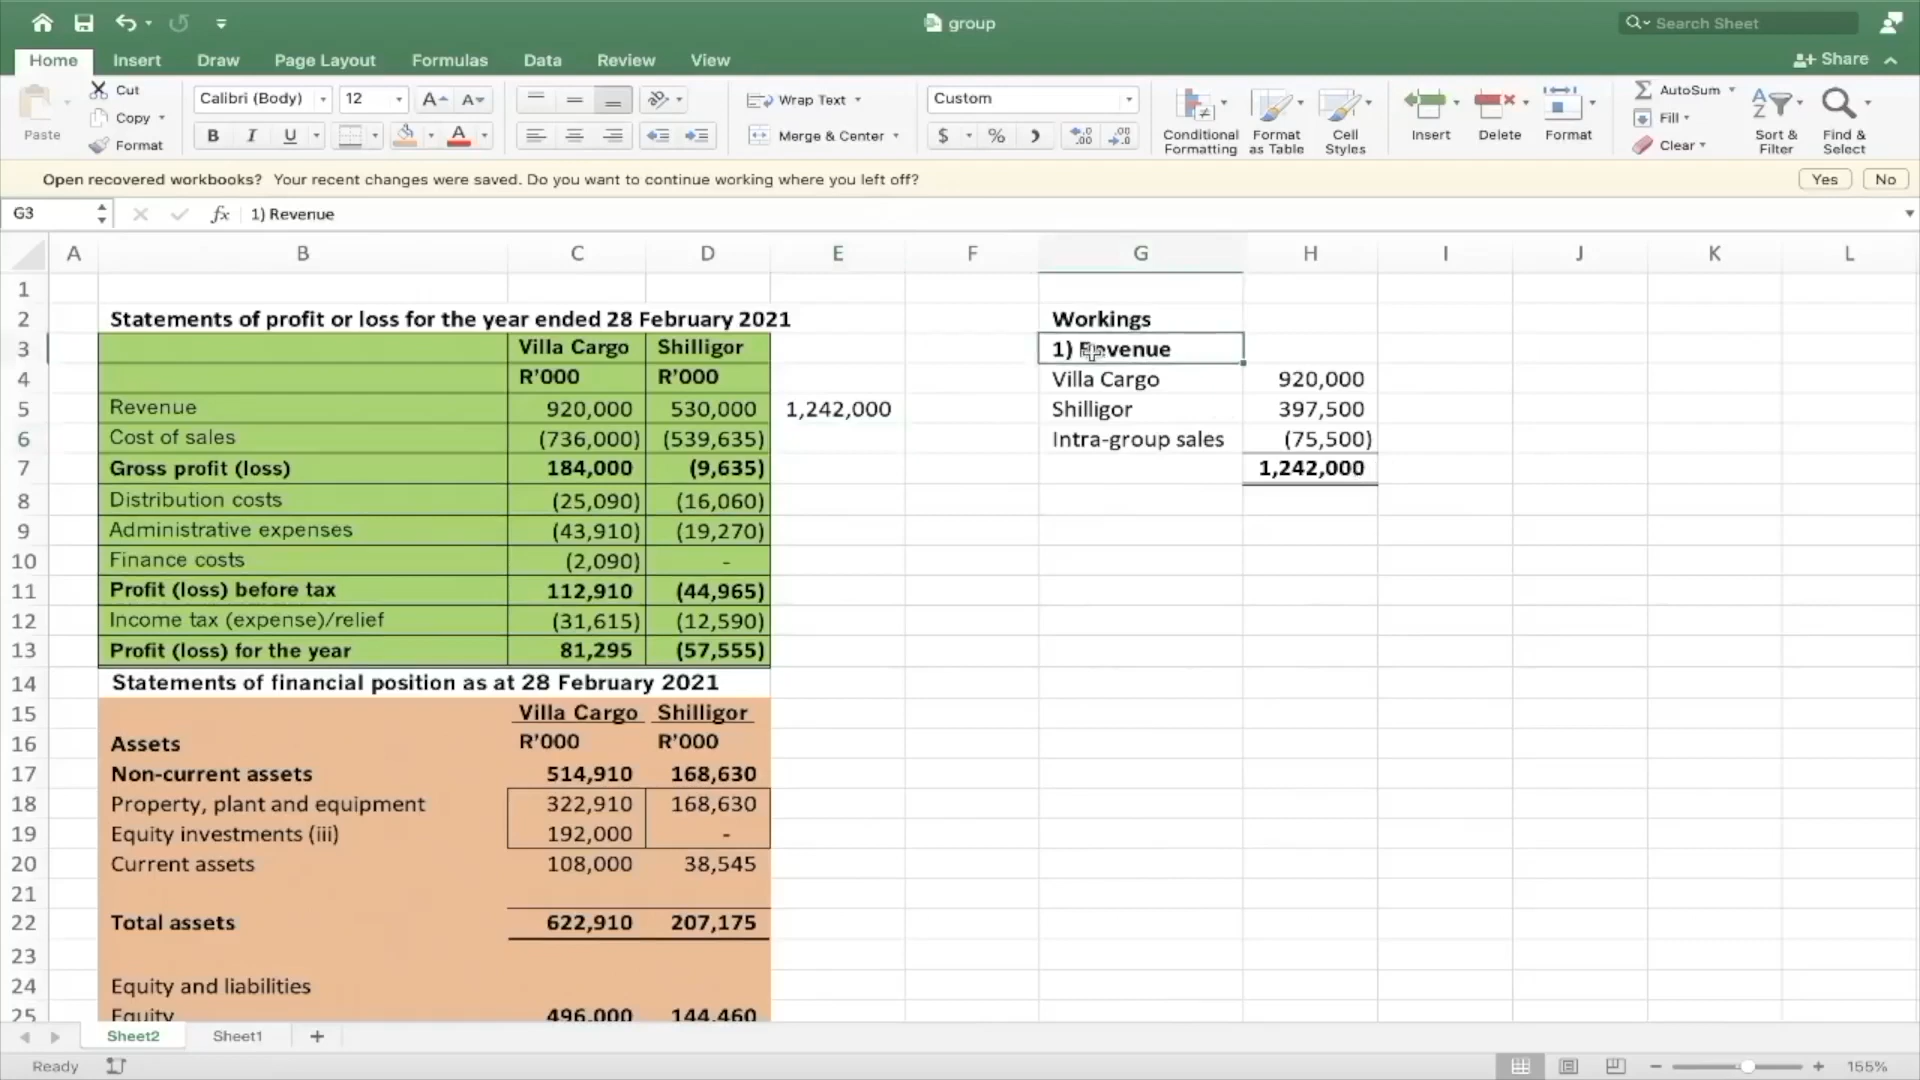 group
Search Sheet
Home Insert Draw Page Layout Formulas Data Review View
Share
Paste
Cut
Copy
Format
Calibri (Body) 12
B I U
Wrap Text
Merge & Center
Custom
$ %
Conditional Formatting
Format as Table
Cell Styles
Insert
Delete
Format
AutoSum
Fill
Clear
Sort & Filter
Find & Select
Open recovered workbooks? Your recent changes were saved. Do you want to continue working where you left off? Yes No
G3 fx 1) Revenue
A B C D E F G H I J K L
1
2 Statements of profit or loss for the year ended 28 February 2021 Workings
3 Villa Cargo Shilligor 1) Revenue
4 R'000 R'000 Villa Cargo 920,000
5 Revenue 920,000 530,000 1,242,000 Shilligor 397,500
6 Cost of sales (736,000) (539,635) Intra-group sales (75,500)
7 Gross profit (loss) 184,000 (9,635) 1,242,000
8 Distribution costs (25,090) (16,060)
9 Administrative expenses (43,910) (19,270)
10 Finance costs (2,090) -
11 Profit (loss) before tax 112,910 (44,965)
12 Income tax (expense)/relief (31,615) (12,590)
13 Profit (loss) for the year 81,295 (57,555)
14 Statements of financial position as at 28 February 2021
15 Villa Cargo Shilligor
16 Assets R'000 R'000
17 Non-current assets 514,910 168,630
18 Property, plant and equipment 322,910 168,630
19 Equity investments (iii) 192,000 -
20 Current assets 108,000 38,545
21
22 Total assets 622,910 207,175
23
24 Equity and liabilities
25 Equity 496,000 144,460
Sheet2 Sheet1 +
Ready 155%